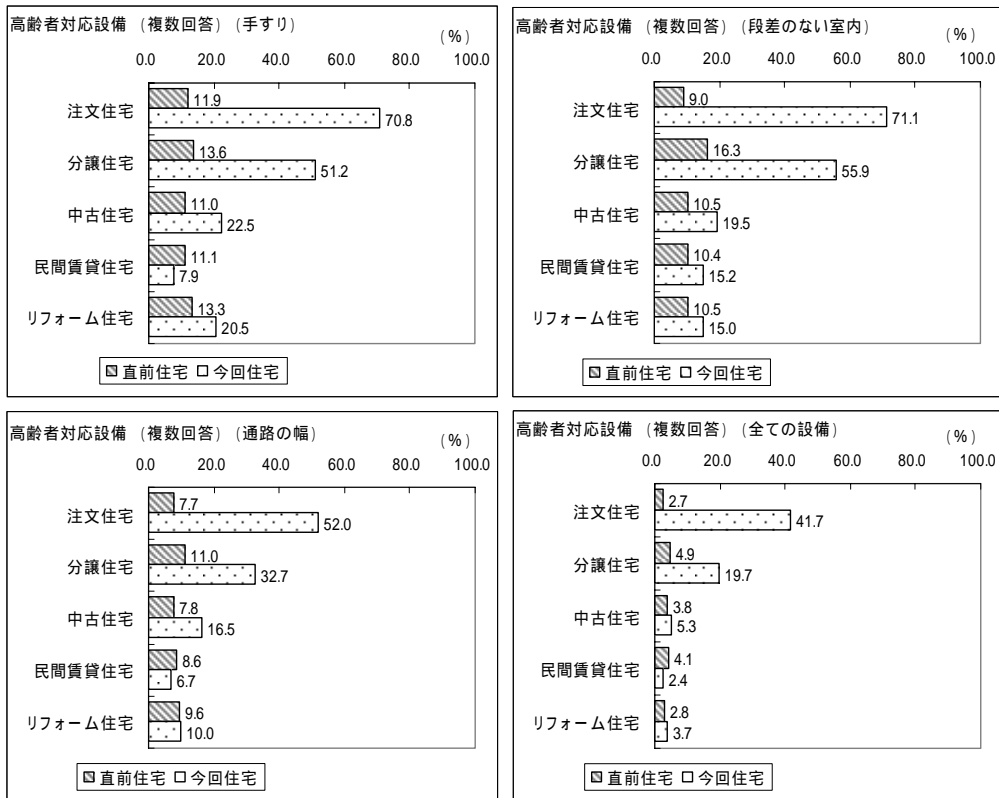 高齢者対応設備 (複数回答) (手すり)
(%)
0.0 20.0 40.0 60.0 80.0 100.0
注文住宅 11.9
70.8
分譲住宅 13.6
51.2
中古住宅 11.0
22.5
民間賃貸住宅 11.1
7.9
リフォーム住宅 13.3
20.5
直前住宅 今回住宅
高齢者対応設備 (複数回答) (段差のない室内)
(%)
0.0 20.0 40.0 60.0 80.0 100.0
注文住宅 9.0
71.1
分譲住宅 16.3
55.9
中古住宅 10.5
19.5
民間賃貸住宅 10.4
15.2
リフォーム住宅 10.5
15.0
直前住宅 今回住宅
高齢者対応設備 (複数回答) (通路の幅)
(%)
0.0 20.0 40.0 60.0 80.0 100.0
注文住宅 7.7
52.0
分譲住宅 11.0
32.7
中古住宅 7.8
16.5
民間賃貸住宅 8.6
6.7
リフォーム住宅 9.6
10.0
直前住宅 今回住宅
高齢者対応設備 (複数回答) (全ての設備)
(%)
0.0 20.0 40.0 60.0 80.0 100.0
注文住宅 2.7
41.7
分譲住宅 4.9
19.7
中古住宅 3.8
5.3
民間賃貸住宅 4.1
2.4
リフォーム住宅 2.8
3.7
直前住宅 今回住宅